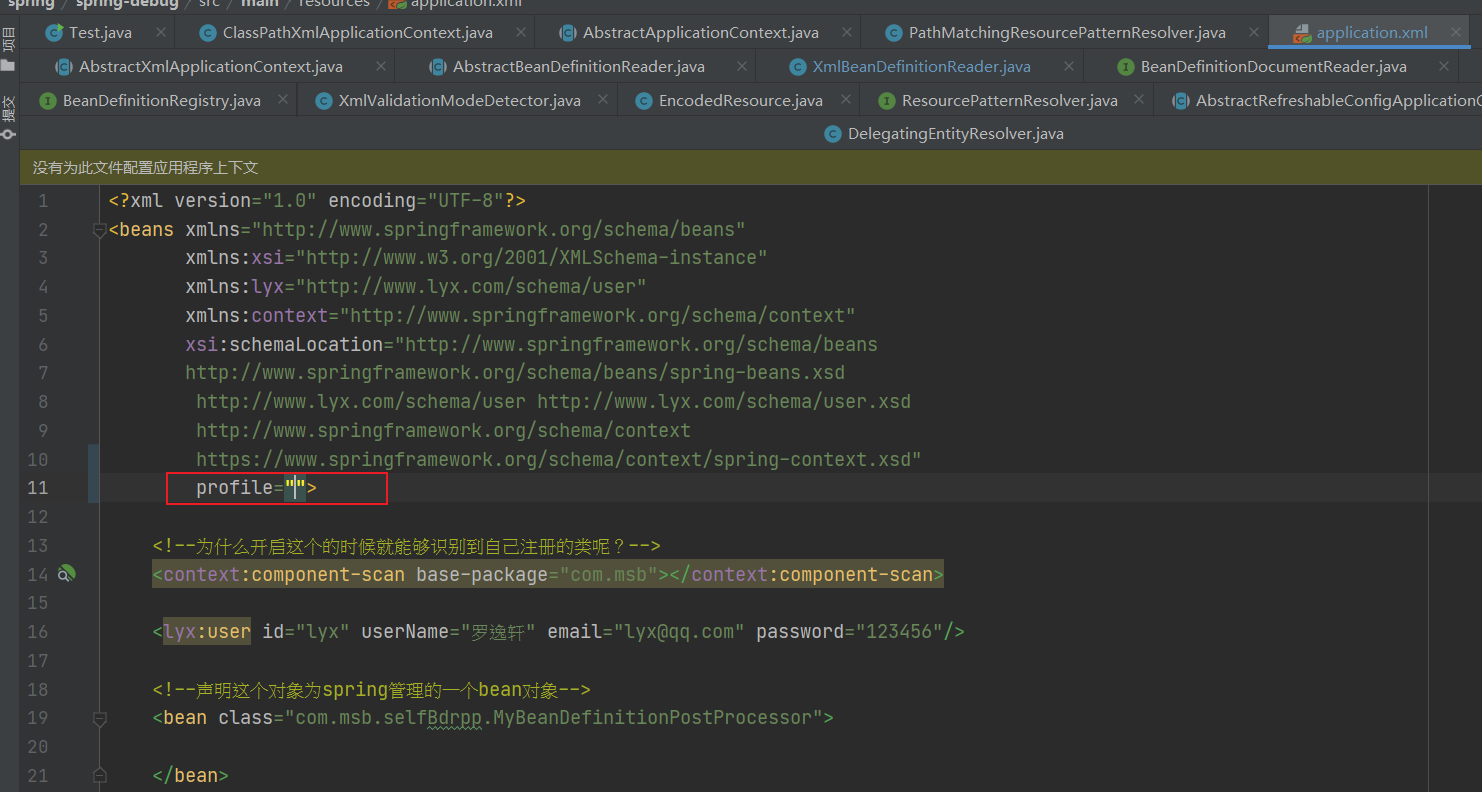 spring / spring-debug / src / main / resources / application.xml
项目
提交
Test.java ClassPathXmlApplicationContext.java AbstractApplicationContext.java PathMatchingResourcePatternResolver.java application.xml
AbstractXmlApplicationContext.java AbstractBeanDefinitionReader.java XmlBeanDefinitionReader.java BeanDefinitionDocumentReader.java
BeanDefinitionRegistry.java XmlValidationModeDetector.java EncodedResource.java ResourcePatternResolver.java AbstractRefreshableConfigApplicationC
DelegatingEntityResolver.java
没有为此文件配置应用程序上下文
1 <?xml version="1.0" encoding="UTF-8"?>
2 <beans xmlns="http://www.springframework.org/schema/beans"
3 xmlns:xsi="http://www.w3.org/2001/XMLSchema-instance"
4 xmlns:lyx="http://www.lyx.com/schema/user"
5 xmlns:context="http://www.springframework.org/schema/context"
6 xsi:schemaLocation="http://www.springframework.org/schema/beans
7 http://www.springframework.org/schema/beans/spring-beans.xsd
8 http://www.lyx.com/schema/user http://www.lyx.com/schema/user.xsd
9 http://www.springframework.org/schema/context
10 https://www.springframework.org/schema/context/spring-context.xsd"
11 profile="">
12
13 <!--为什么开启这个的时候就能够识别到自己注册的类呢？-->
14 <context:component-scan base-package="com.msb"></context:component-scan>
15
16 <lyx:user id="lyx" userName="罗逸轩" email="lyx@qq.com" password="123456"/>
17
18 <!--声明这个对象为spring管理的一个bean对象-->
19 <bean class="com.msb.selfBdrpp.MyBeanDefinitionPostProcessor">
20
21 </bean>